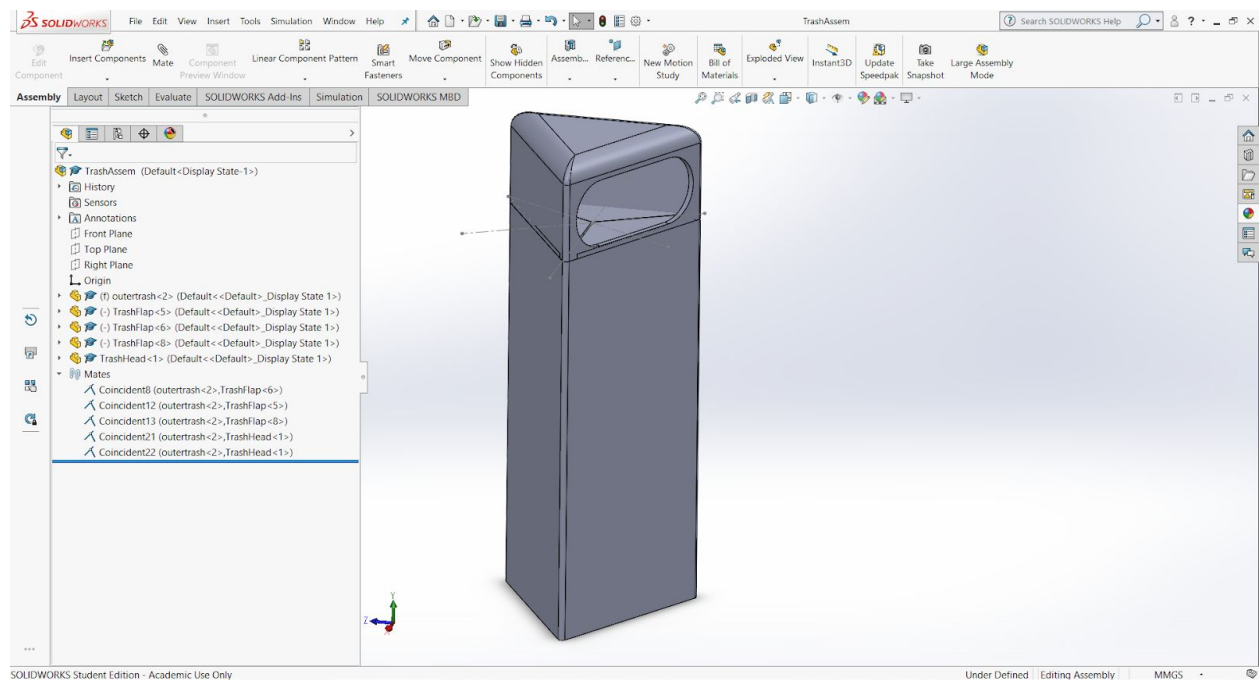 SOLIDWORKS File Edit View Insert Tools Simulation Window Help TrashAssem Search SOLIDWORKS Help ?
Edit Component Insert Components Mate Component Preview Window Linear Component Pattern Smart Fasteners Move Component Show Hidden Components Assemb... Referenc... New Motion Study Bill of Materials Exploded View Instant3D Update Speedpak Take Snapshot Large Assembly Mode
Assembly Layout Sketch Evaluate SOLIDWORKS Add-Ins Simulation SOLIDWORKS MBD
TrashAssem (Default<Display State-1>)
History
Sensors
Annotations
Front Plane
Top Plane
Right Plane
Origin
(f) outertrash<2> (Default<<Default>_Display State 1>)
(-) TrashFlap<5> (Default<<Default>_Display State 1>)
(-) TrashFlap<6> (Default<<Default>_Display State 1>)
(-) TrashFlap<8> (Default<<Default>_Display State 1>)
TrashHead<1> (Default<<Default>_Display State 1>)
Mates
Coincident8 (outertrash<2>,TrashFlap<6>)
Coincident12 (outertrash<2>,TrashFlap<5>)
Coincident13 (outertrash<2>,TrashFlap<8>)
Coincident21 (outertrash<2>,TrashHead<1>)
Coincident22 (outertrash<2>,TrashHead<1>)
Y
Z
X
SOLIDWORKS Student Edition - Academic Use Only Under Defined Editing Assembly MMGS